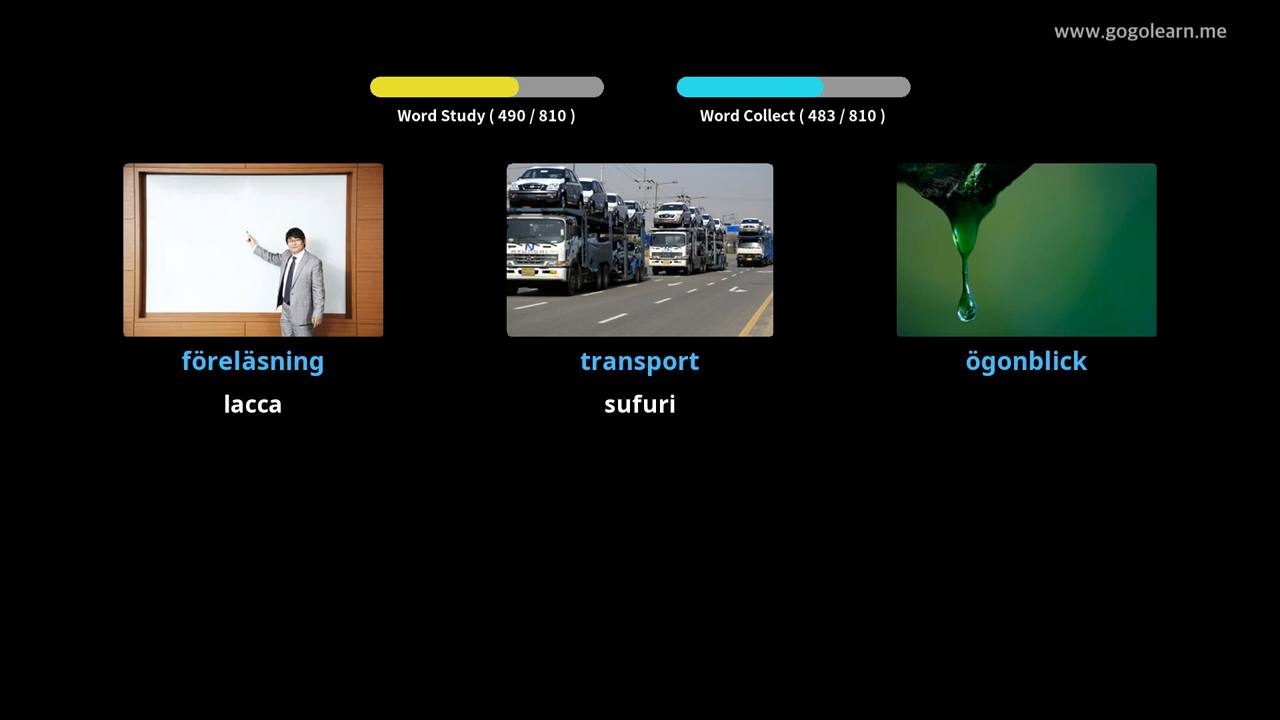 www.gogolearn.me
Word Study ( 490 / 810 )
Word Collect ( 483 / 810 )
föreläsning
transport
ögonblick
lacca
sufuri